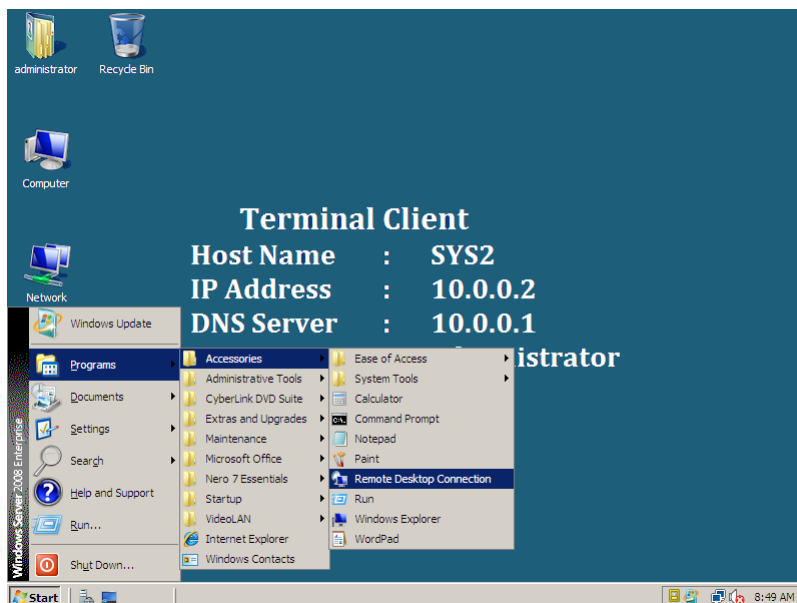 administrator
Recycle Bin
Computer
Network
Terminal Client
Host Name : SYS2
IP Address : 10.0.0.2
DNS Server : 10.0.0.1
istrator
Windows Update
Programs
Documents
Settings
Search
Help and Support
Run...
Shut Down...
Windows Server 2008 Enterprise
Accessories
Administrative Tools
CyberLink DVD Suite
Extras and Upgrades
Maintenance
Microsoft Office
Nero 7 Essentials
Startup
VideoLAN
Internet Explorer
Windows Contacts
Ease of Access
System Tools
Calculator
Command Prompt
Notepad
Paint
Remote Desktop Connection
Run
Windows Explorer
WordPad
Start
8:49 AM